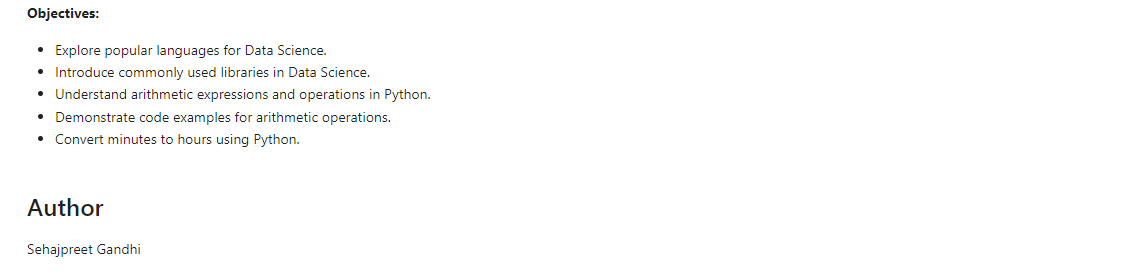 Objectives:
• Explore popular languages for Data Science.
• Introduce commonly used libraries in Data Science.
• Understand arithmetic expressions and operations in Python.
• Demonstrate code examples for arithmetic operations.
• Convert minutes to hours using Python.
Author
Sehajpreet Gandhi